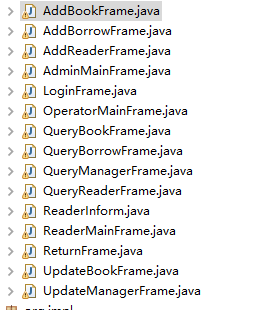 AddBookFrame.java
AddBorrowFrame.java
AddReaderFrame.java
AdminMainFrame.java
LoginFrame.java
OperatorMainFrame.java
QueryBookFrame.java
QueryBorrowFrame.java
QueryManagerFrame.java
QueryReaderFrame.java
ReaderInform.java
ReaderMainFrame.java
ReturnFrame.java
UpdateBookFrame.java
UpdateManagerFrame.java